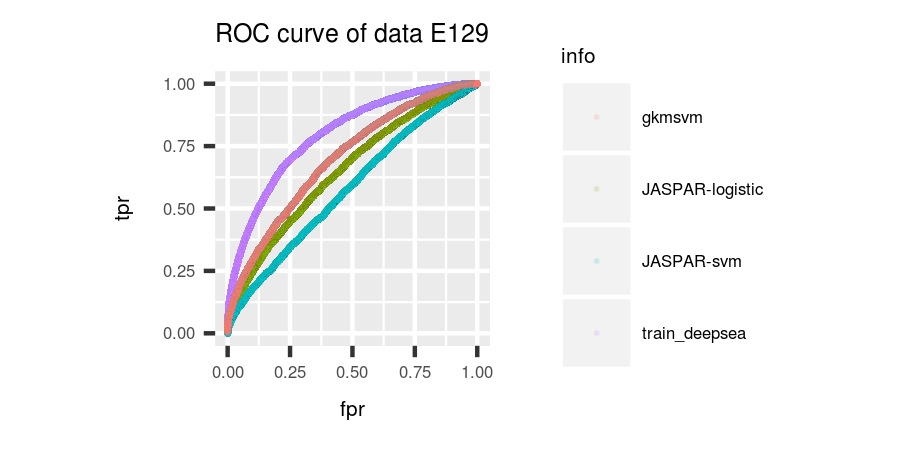 ROC curve of data E129
info
1.00
0.75
0.50
0.25
0.00
tpr
0.00 0.25 0.50 0.75 1.00
fpr
gkmsvm
JASPAR-logistic
JASPAR-svm
train_deepsea